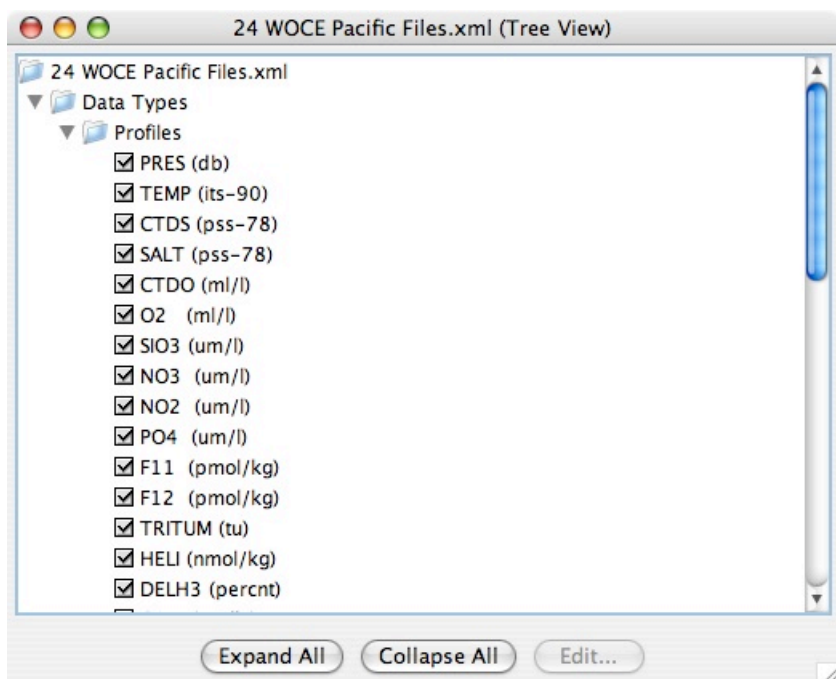 24 WOCE Pacific Files.xml (Tree View)
24 WOCE Pacific Files.xml
Data Types
Profiles
PRES (db)
TEMP (its-90)
CTDS (pss-78)
SALT (pss-78)
CTDO (ml/l)
O2 (ml/l)
SIO3 (um/l)
NO3 (um/l)
NO2 (um/l)
PO4 (um/l)
F11 (pmol/kg)
F12 (pmol/kg)
TRITUM (tu)
HELI (nmol/kg)
DELH3 (percnt)
Expand All Collapse All Edit...